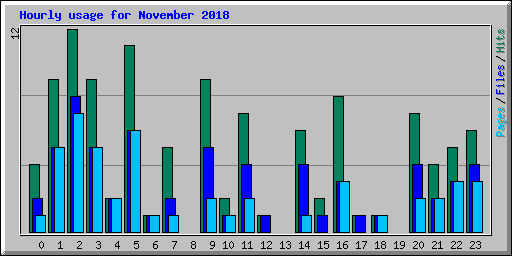 Hourly usage for November 2018
12
Pages/Files/Hits
0 1 2 3 4 5 6 7 8 9 10 11 12 13 14 15 16 17 18 19 20 21 22 23